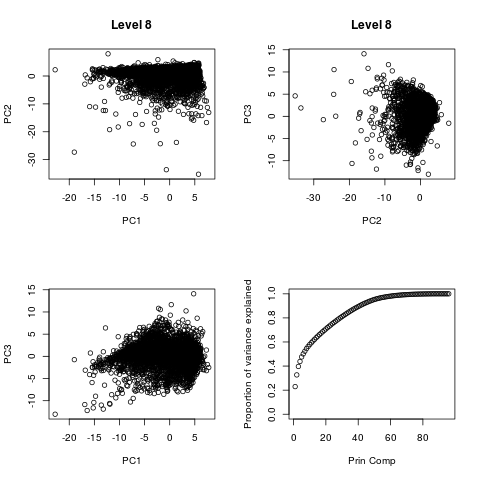 Level 8
PC2
0
-10
-20
-30
-20 -15 -10 -5 0 5
PC1
Level 8
PC3
15
10
5
0
-5
-10
-30 -20 -10 0
PC2
PC3
15
10
5
0
-5
-10
-20 -15 -10 -5 0 5
PC1
Proportion of variance explained
1.0
0.8
0.6
0.4
0.2
0.0
0 20 40 60 80
Prin Comp